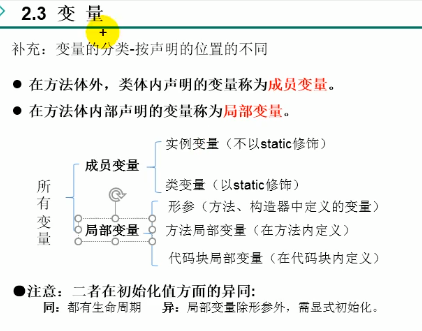 2.3 变 量
补充：变量的分类-按声明的位置的不同
● 在方法体外，类体内声明的变量称为成员变量。
● 在方法体内部声明的变量称为局部变量。
所有变量
成员变量
实例变量（不以static修饰）
类变量（以static修饰）
局部变量
形参（方法、构造器中定义的变量）
方法局部变量（在方法内定义）
代码块局部变量（在代码块内定义）
●注意：二者在初始化值方面的异同:
同：都有生命周期 异：局部变量除形参外，需显式初始化。